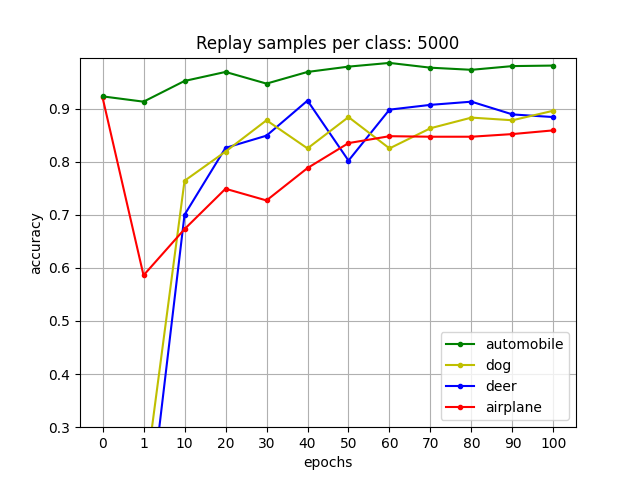 Replay samples per class: 5000
accuracy
0.9
0.8
0.7
0.6
0.5
0.4
0.3
0 1 10 20 30 40 50 60 70 80 90 100
epochs
automobile
dog
deer
airplane